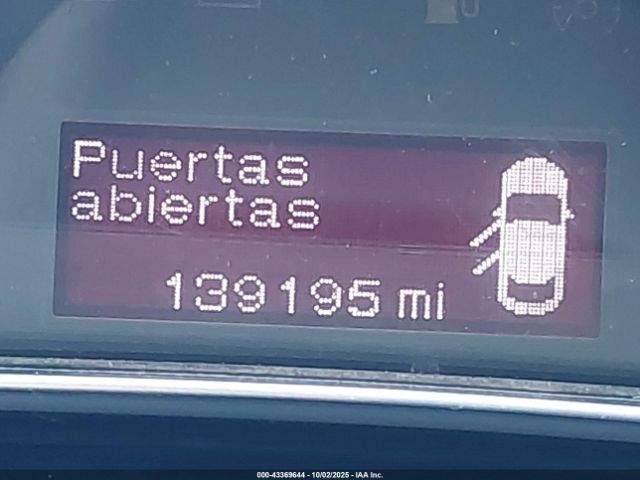 Puertas
abiertas
139195 mi
000-43369644 - 10/02/2025 - IAA Inc.